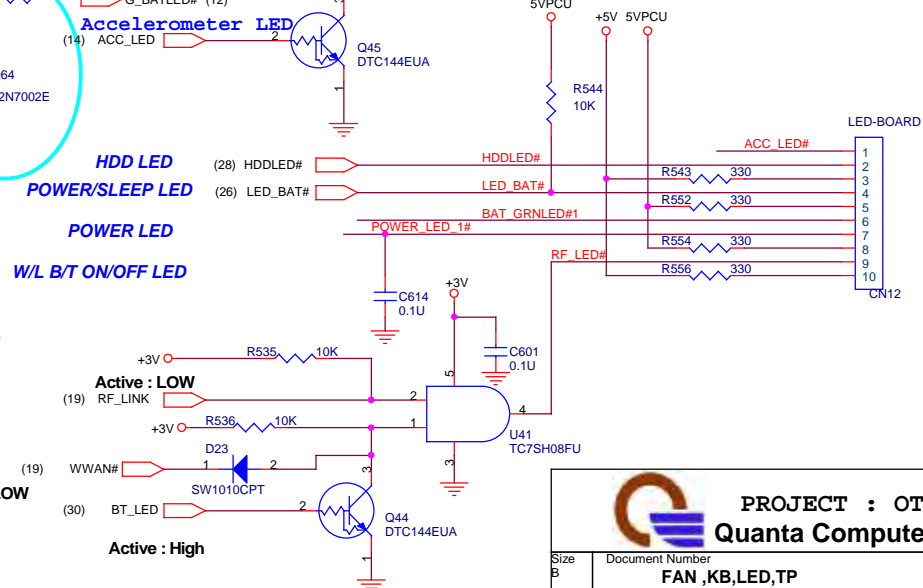 G_BATLED# (12)
5VPCU
+5V 5VPCU
Accelerometer LED
3
(14) ACC_LED
2
Q45
DTC144EUA
1
64
2N7002E
R544
10K
LED-BOARD
ACC_LED#
1
HDD LED
(28) HDDLED#
HDDLED#
2
R543 330
3
POWER/SLEEP LED
(26) LED_BAT#
LED_BAT#
4
R552 330
5
BAT_GRNLED#1
6
POWER LED
POWER_LED_1#
7
R554 330
8
RF_LED#
9
W/L B/T ON/OFF LED
R556 330
10
CN12
+3V
C614
0.1U
C601
0.1U
+3V
R535 10K
5
Active : LOW
(19) RF_LINK
2
4
+3V
R536 10K
1
U41
TC7SH08FU
3
D23
(19) WWAN#
1 2
SW1010CPT
3
OW
(30) BT_LED
2
Q44
DTC144EUA
1
Active : High
PROJECT : OT
Quanta Compute
Size
B
Document Number
FAN ,KB,LED,TP